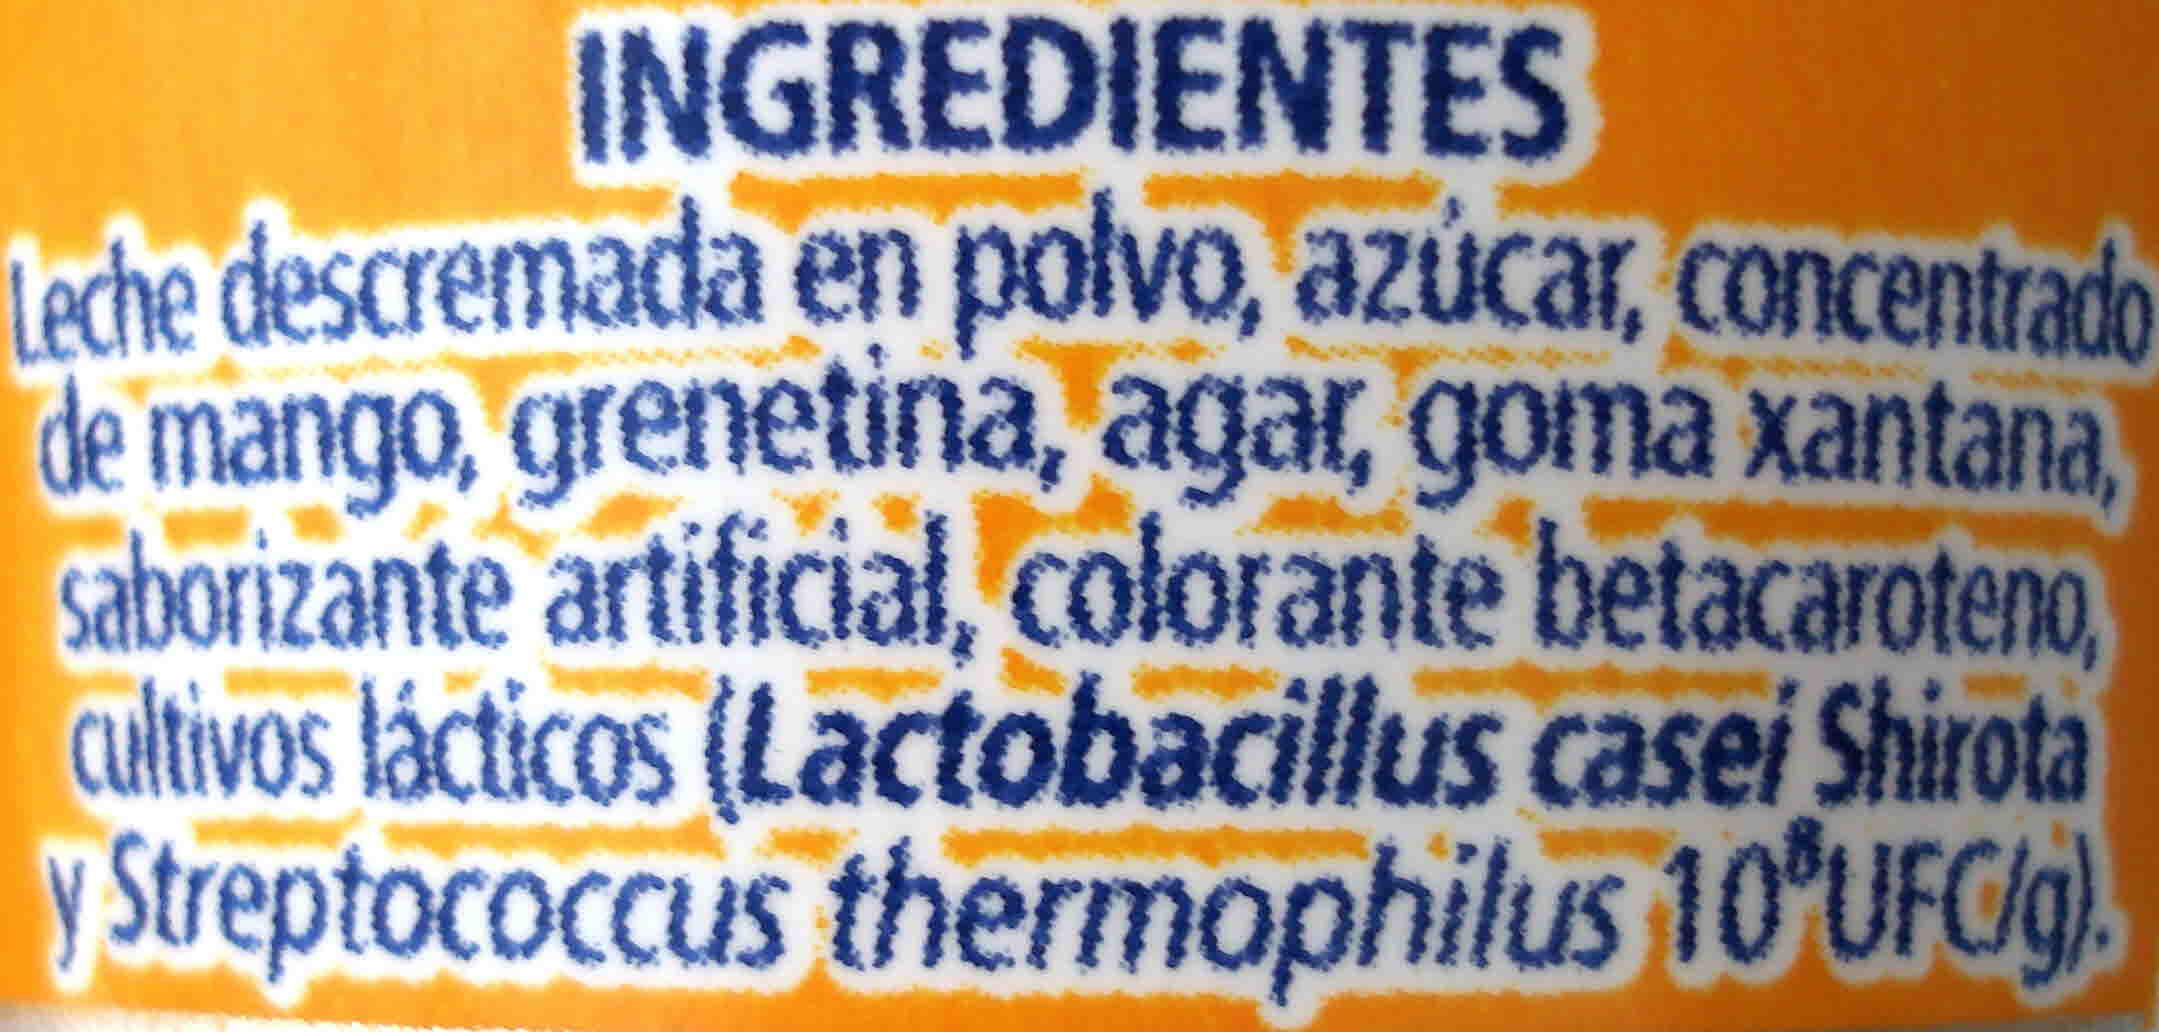 INGREDIENTES
Leche descremada en polvo, azúcar, concentrado
de mango, grenetina, agar, goma xantana,
saborizante artificial, colorante betacaroteno,
cultivos lácticos (Lactobacillus casei Shirota
y Streptococcus thermophilus 10⁸UFC/g).